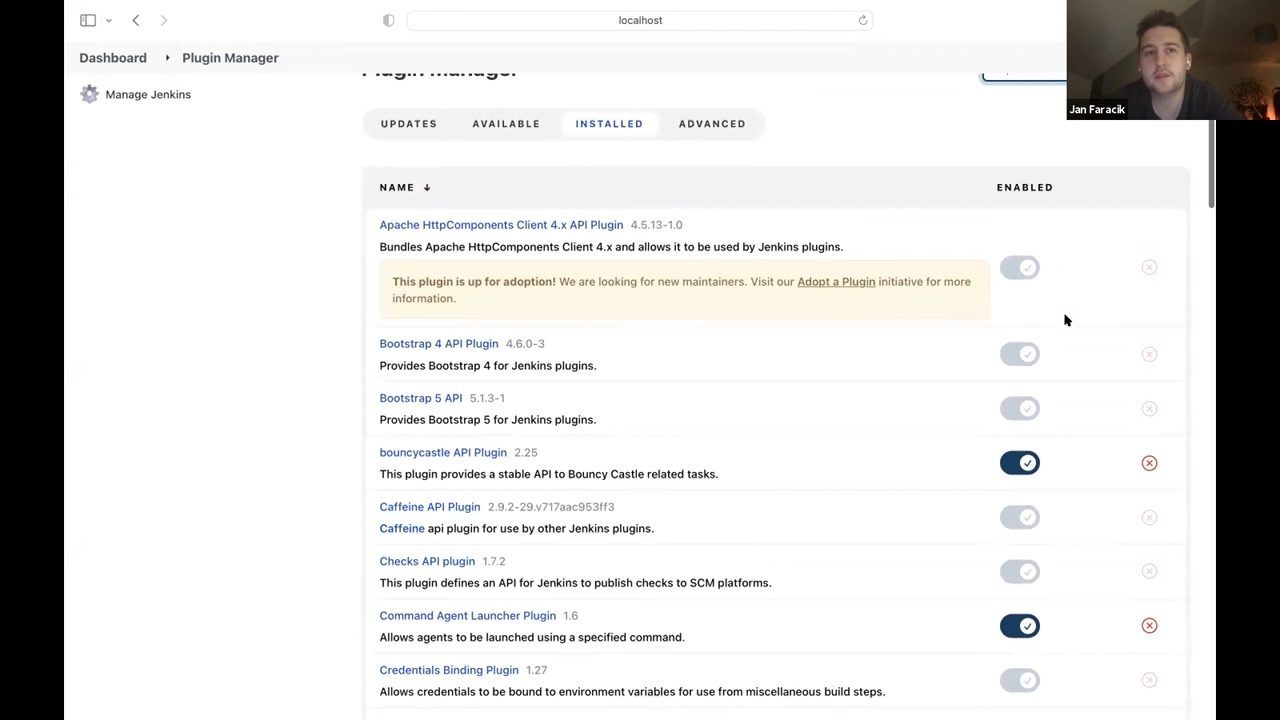 localhost
Dashboard
Plugin Manager
Jan Faracik
Manage Jenkins
Plugin Manager
UPDATES
AVAILABLE
INSTALLED
ADVANCED
NAME ↓
ENABLED
Apache HttpComponents Client 4.x API Plugin 4.5.13-1.0
Bundles Apache HttpComponents Client 4.x and allows it to be used by Jenkins plugins.
This plugin is up for adoption! We are looking for new maintainers. Visit our Adopt a Plugin initiative for more
information.
Bootstrap 4 API Plugin 4.6.0-3
Provides Bootstrap 4 for Jenkins plugins.
Bootstrap 5 API 5.1.3-1
Provides Bootstrap 5 for Jenkins plugins.
bouncycastle API Plugin 2.25
This plugin provides a stable API to Bouncy Castle related tasks.
Caffeine API Plugin 2.9.2-29.v717aac953ff3
Caffeine api plugin for use by other Jenkins plugins.
Checks API plugin 1.7.2
This plugin defines an API for Jenkins to publish checks to SCM platforms.
Command Agent Launcher Plugin 1.6
Allows agents to be launched using a specified command.
Credentials Binding Plugin 1.27
Allows credentials to be bound to environment variables for use from miscellaneous build steps.